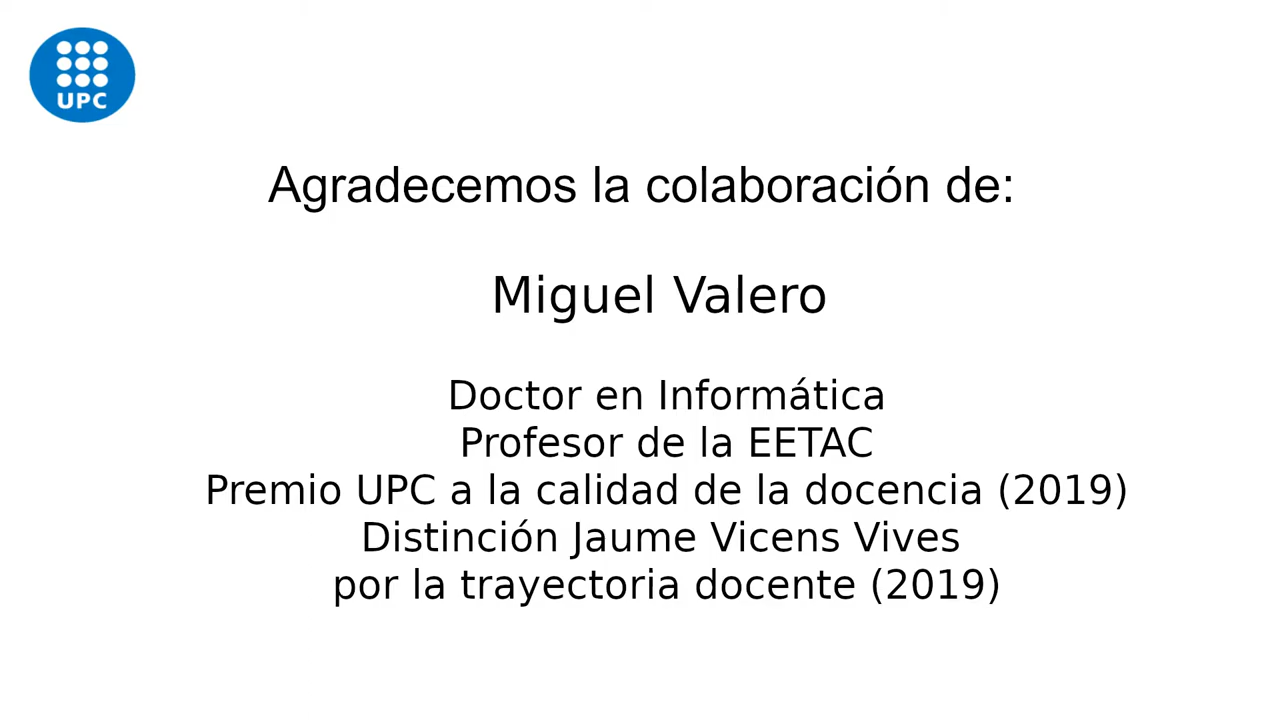 UPC
Agradecemos la colaboración de:
Miguel Valero
Doctor en Informática
Profesor de la EETAC
Premio UPC a la calidad de la docencia (2019)
Distinción Jaume Vicens Vives
por la trayectoria docente (2019)